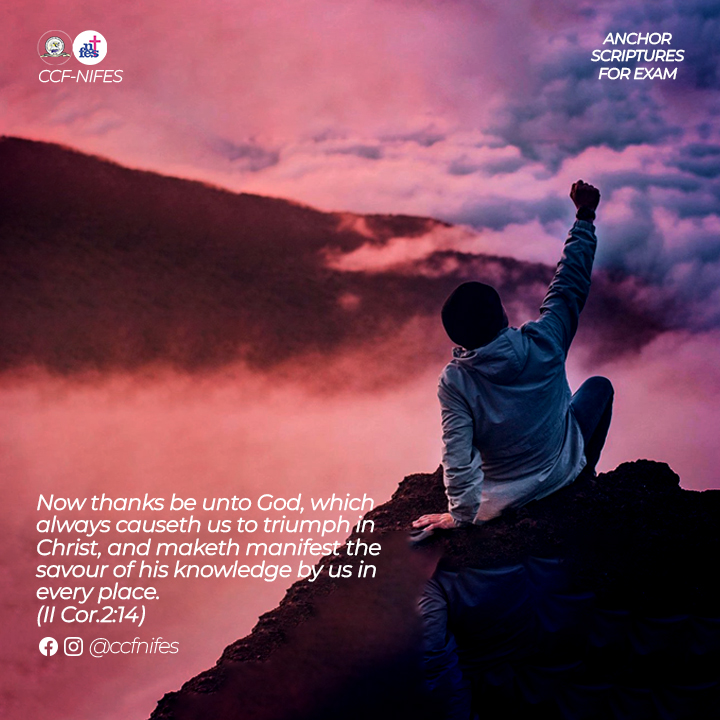 nifes
CCF-NIFES
ANCHOR
SCRIPTURES
FOR EXAM
Now thanks be unto God, which
always causeth us to triumph in
Christ, and maketh manifest the
savour of his knowledge by us in
every place.
(II Cor.2:14)
@ccfnifes